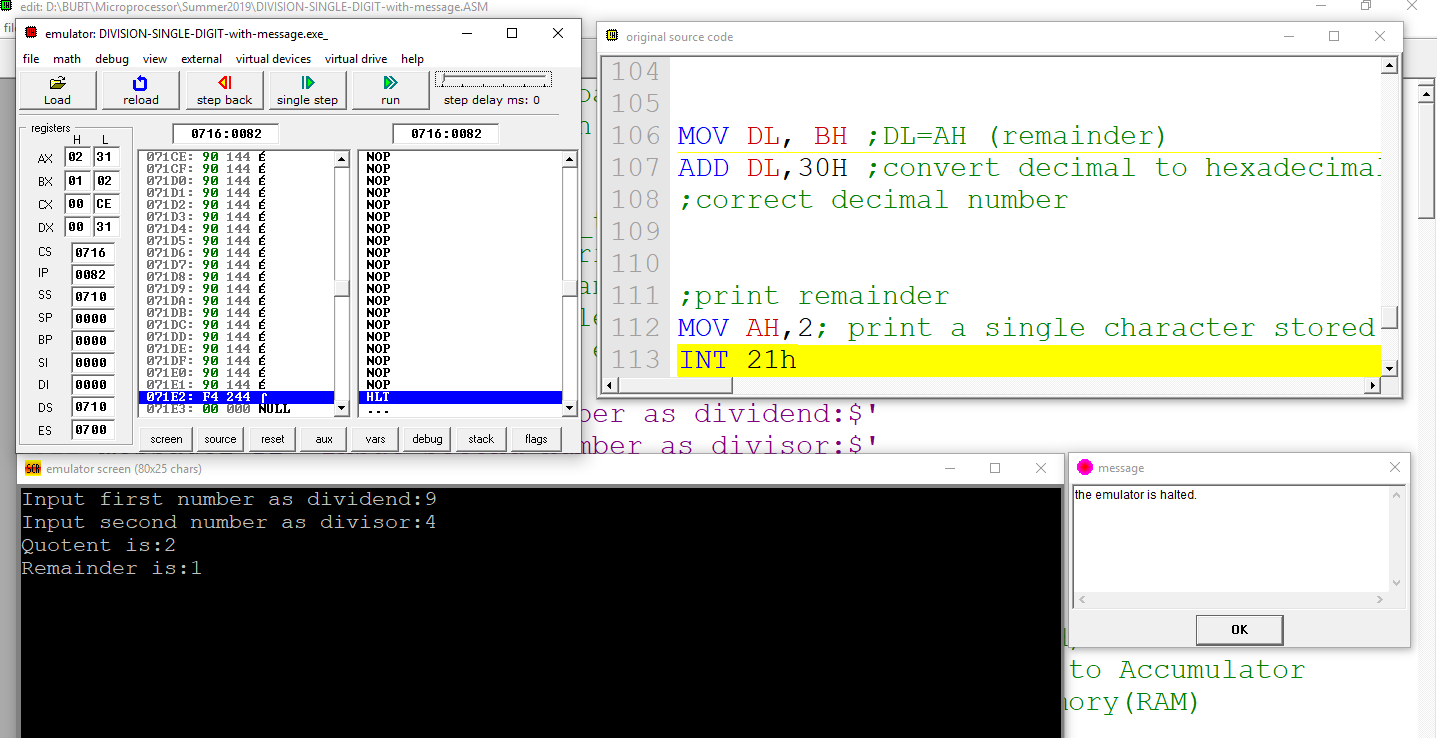 edit: D:\BUBT\Microprocessor\Summer2019\DIVISION-SINGLE-DIGIT-with-message.ASM
emulator: DIVISION-SINGLE-DIGIT-with-message.exe_
file math debug view external virtual devices virtual drive help
Load reload step back single step run step delay ms: 0
registers
H L
AX 02 31
BX 01 02
CX 00 CE
DX 00 31
CS 0716
IP 0082
SS 0710
SP 0000
BP 0000
SI 0000
DI 0000
DS 0710
ES 0700
0716:0082 0716:0082
071CE: 90 144 É NOP
071CF: 90 144 É NOP
071D0: 90 144 É NOP
071D1: 90 144 É NOP
071D2: 90 144 É NOP
071D3: 90 144 É NOP
071D4: 90 144 É NOP
071D5: 90 144 É NOP
071D6: 90 144 É NOP
071D7: 90 144 É NOP
071D8: 90 144 É NOP
071D9: 90 144 É NOP
071DA: 90 144 É NOP
071DB: 90 144 É NOP
071DC: 90 144 É NOP
071DD: 90 144 É NOP
071DE: 90 144 É NOP
071DF: 90 144 É NOP
071E0: 90 144 É NOP
071E1: 90 144 É NOP
071E2: F4 244 ⌠ HLT
071E3: 00 000 NULL ...
screen source reset aux vars debug stack flags
original source code
104
105
106 MOV DL, BH ;DL=AH (remainder)
107 ADD DL,30H ;convert decimal to hexadecimal
108 ;correct decimal number
109
110
111 ;print remainder
112 MOV AH,2; print a single character stored
113 INT 21h
ber as dividend:$'
mber as divisor:$'
emulator screen (80x25 chars)
Input first number as dividend:9
Input second number as divisor:4
Quotent is:2
Remainder is:1
message
the emulator is halted.
OK
to Accumulator
mory(RAM)